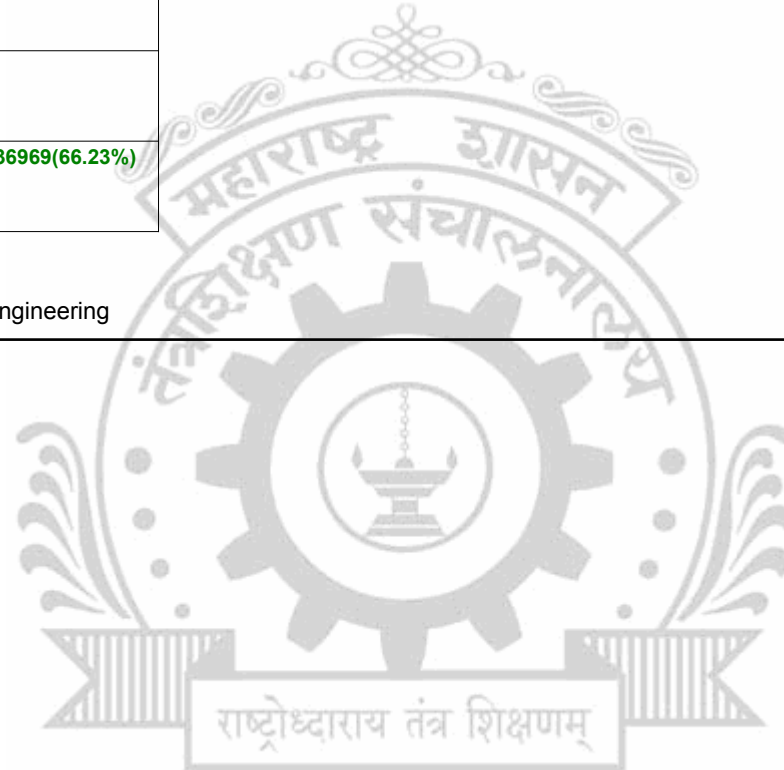 36969(66.23%)
महाराष्ट्र शासन
तंत्रशिक्षण संचालनालय
ngineering
राष्ट्रोध्दाराय तंत्र शिक्षणम्